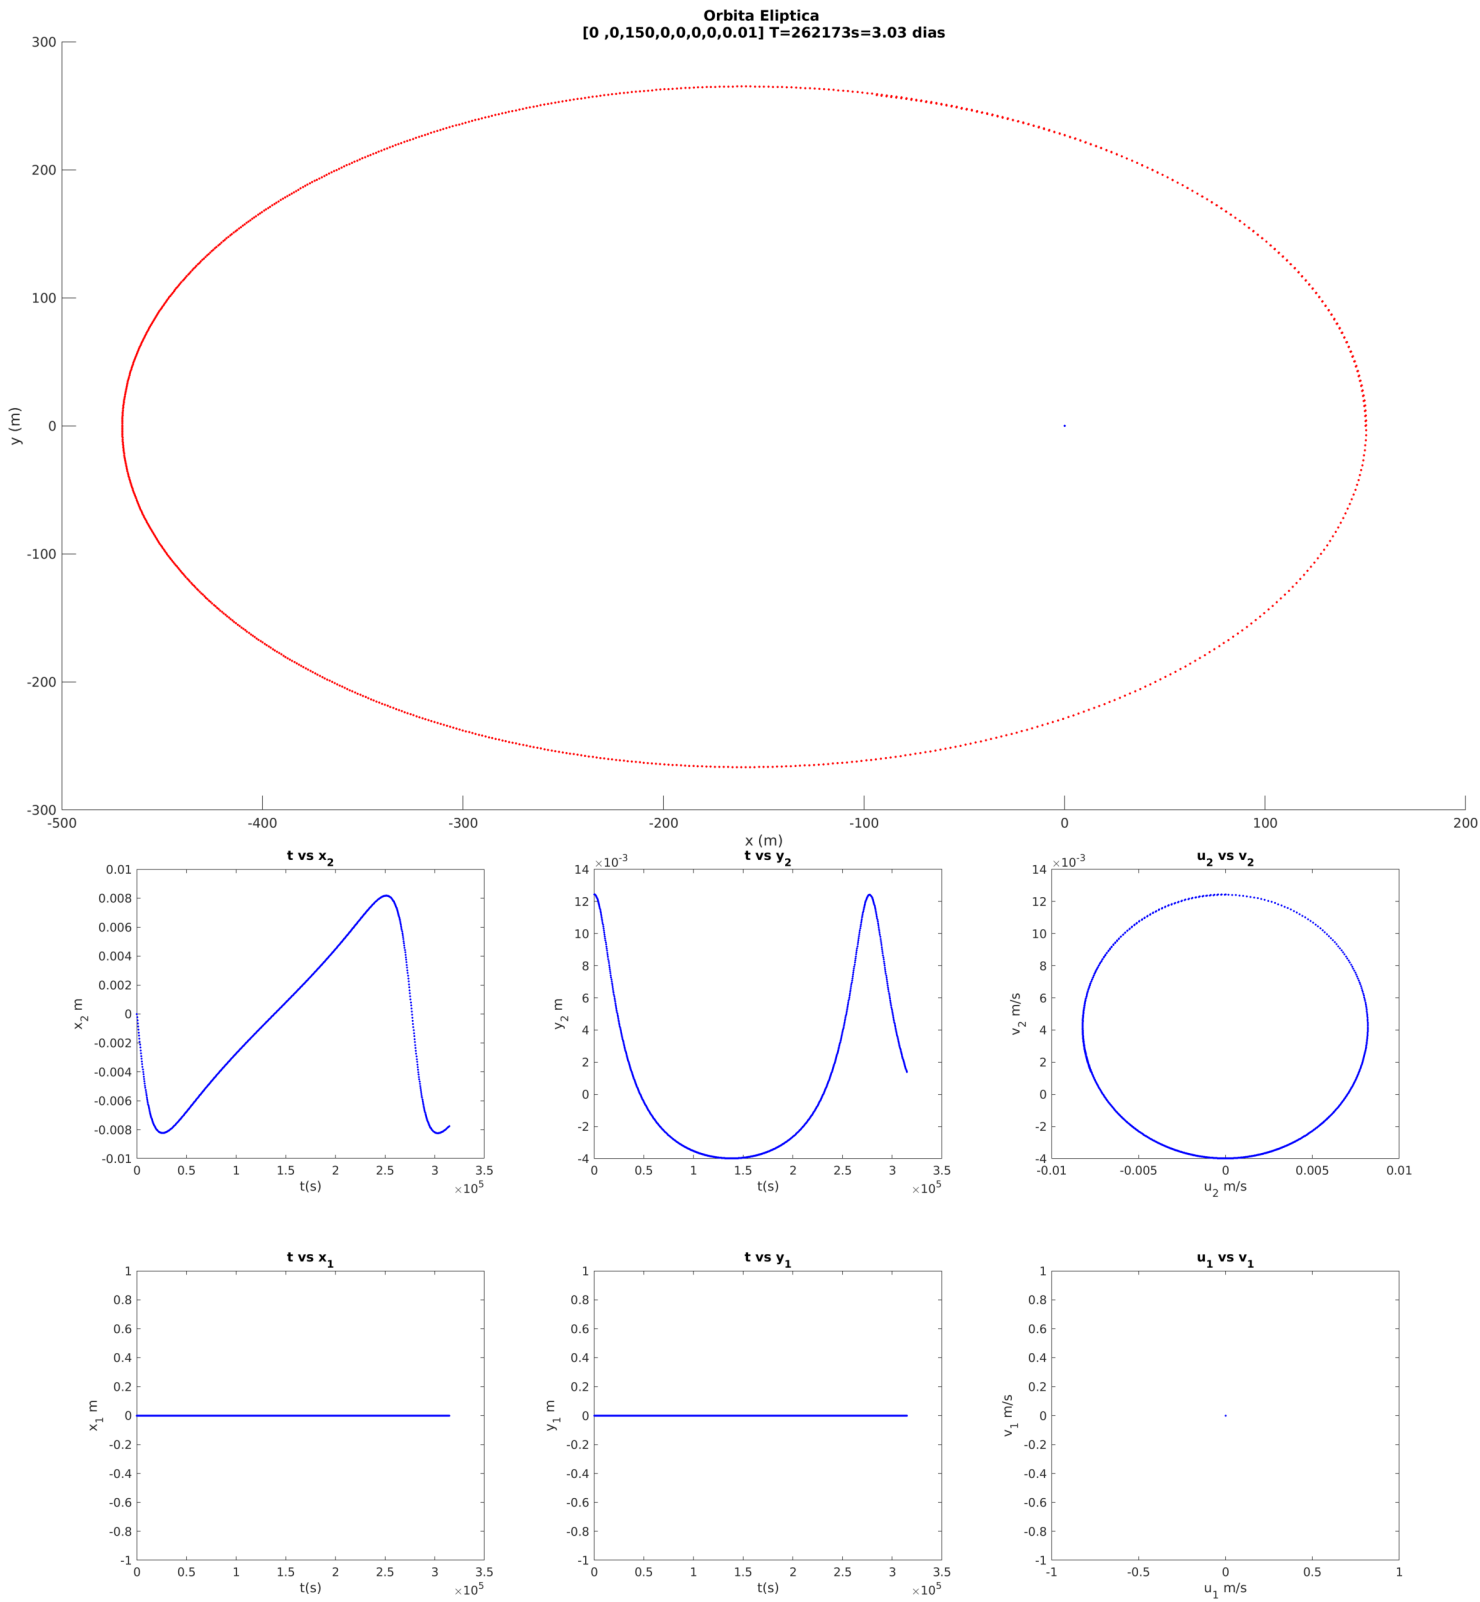 Orbita Eliptica
[0 ,0,150,0,0,0,0,0.01] T=262173s=3.03 dias
300
200
100
0
-100
-200
-300
y (m)
-500 -400 -300 -200 -100 0 100 200
x (m)
t vs x2
0.01
0.008
0.006
0.004
0.002
0
-0.002
-0.004
-0.006
-0.008
-0.01
x2 m
0 0.5 1 1.5 2 2.5 3 3.5
t(s)
×10^5
t vs y2
×10^-3
14
12
10
8
6
4
2
0
-2
-4
y2 m
0 0.5 1 1.5 2 2.5 3 3.5
t(s)
×10^5
u2 vs v2
×10^-3
14
12
10
8
6
4
2
0
-2
-4
v2 m/s
-0.01 -0.005 0 0.005 0.01
u2 m/s
t vs x1
1
0.8
0.6
0.4
0.2
0
-0.2
-0.4
-0.6
-0.8
-1
x1 m
0 0.5 1 1.5 2 2.5 3 3.5
t(s)
×10^5
t vs y1
1
0.8
0.6
0.4
0.2
0
-0.2
-0.4
-0.6
-0.8
-1
y1 m
0 0.5 1 1.5 2 2.5 3 3.5
t(s)
×10^5
u1 vs v1
1
0.8
0.6
0.4
0.2
0
-0.2
-0.4
-0.6
-0.8
-1
v1 m/s
-1 -0.5 0 0.5 1
u1 m/s